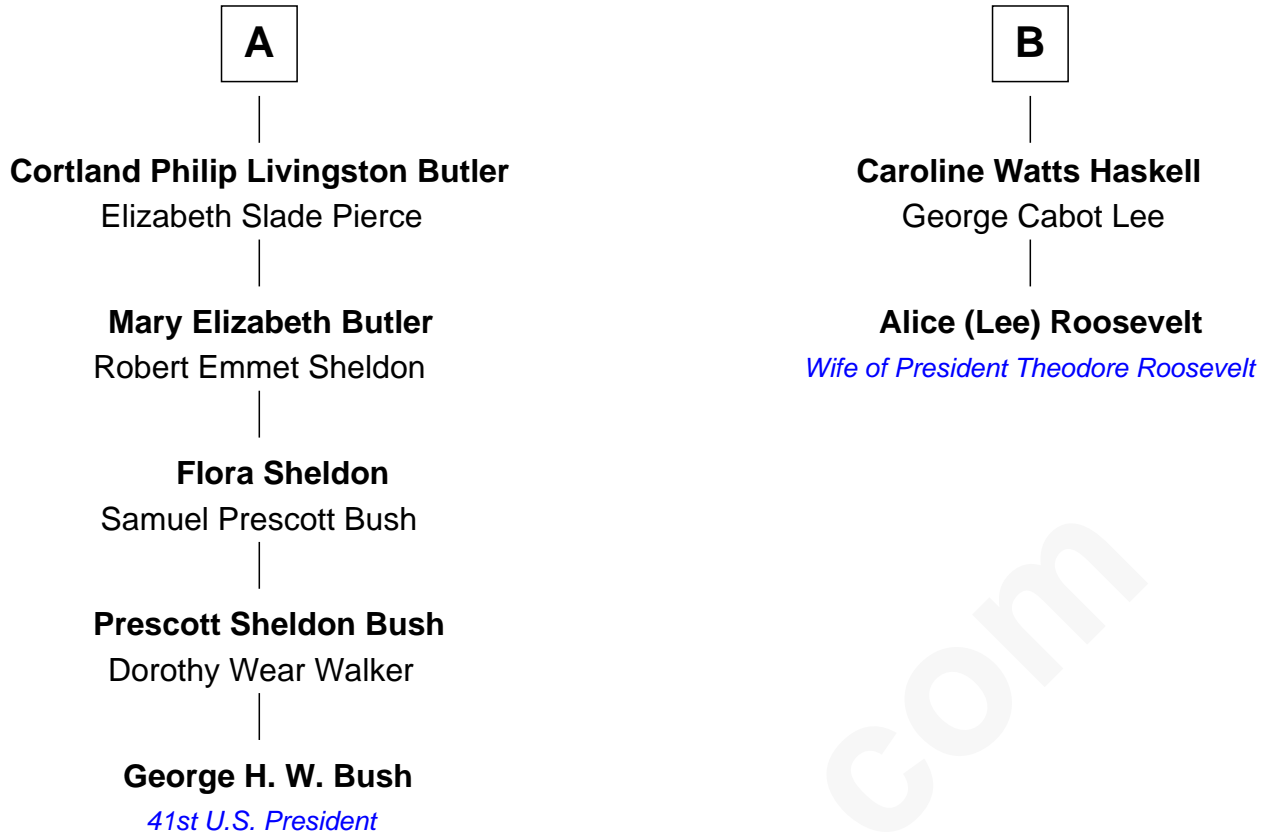 A
Cortland Philip Livingston Butler
Elizabeth Slade Pierce
Mary Elizabeth Butler
Robert Emmet Sheldon
Flora Sheldon
Samuel Prescott Bush
Prescott Sheldon Bush
Dorothy Wear Walker
George H. W. Bush
41st U.S. President
B
Caroline Watts Haskell
George Cabot Lee
Alice (Lee) Roosevelt
Wife of President Theodore Roosevelt
com